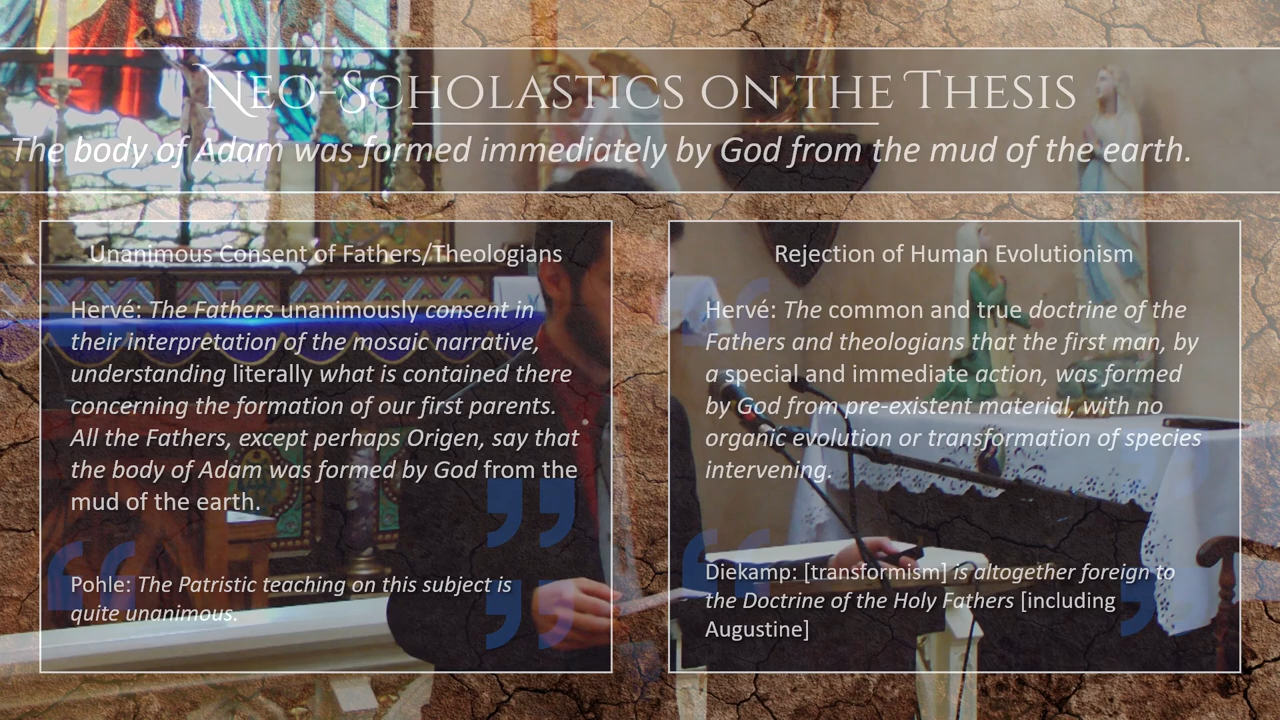 Neo-Scholastics on the Thesis
The body of Adam was formed immediately by God from the mud of the earth.
Unanimous Consent of Fathers/Theologians
Hervé: The Fathers unanimously consent in
their interpretation of the mosaic narrative,
understanding literally what is contained there
concerning the formation of our first parents.
All the Fathers, except perhaps Origen, say that
the body of Adam was formed by God from the
mud of the earth.
Pohle: The Patristic teaching on this subject is
quite unanimous.
Rejection of Human Evolutionism
Hervé: The common and true doctrine of the
Fathers and theologians that the first man, by
a special and immediate action, was formed
by God from pre-existent material, with no
organic evolution or transformation of species
intervening.
Diekamp: [transformism] is altogether foreign to
the Doctrine of the Holy Fathers [including
Augustine]